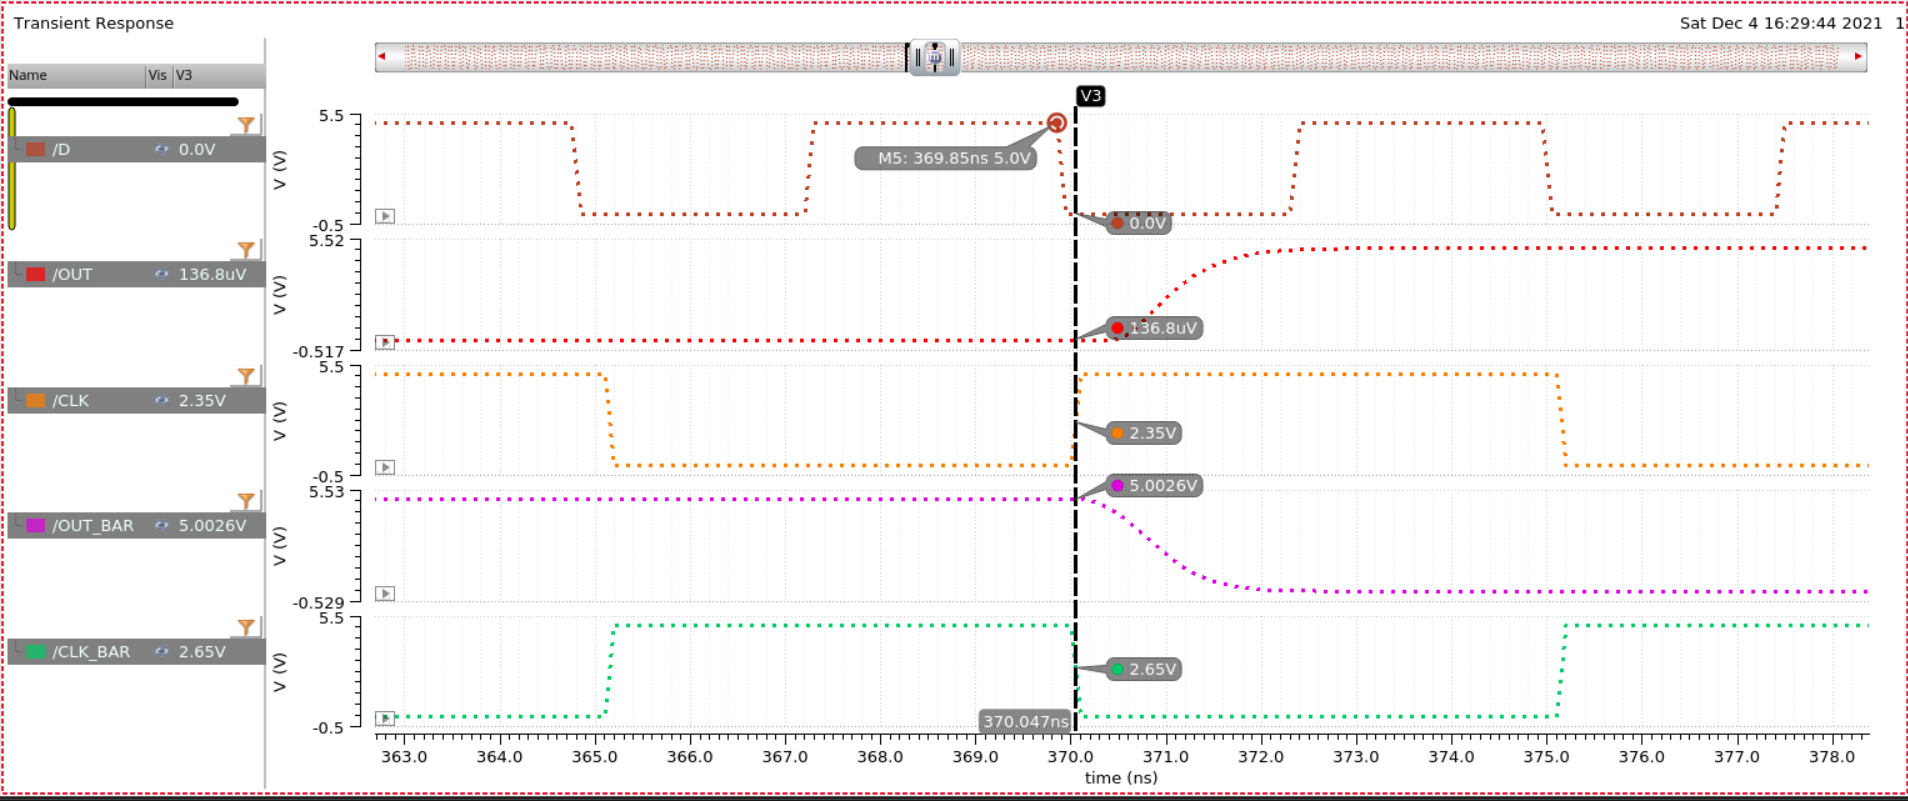 Transient Response
Sat Dec 4 16:29:44 2021 1
Name Vis V3
V3
5.5
M5: 369.85ns 5.0V
/D 0.0V
V (V)
0.0V
-0.5
5.52
/OUT 136.8uV
V (V)
136.8uV
-0.517
5.5
/CLK 2.35V
V (V)
2.35V
-0.5
5.53
5.0026V
/OUT_BAR 5.0026V
V (V)
-0.529
5.5
/CLK_BAR 2.65V
V (V)
2.65V
370.047ns
-0.5
363.0 364.0 365.0 366.0 367.0 368.0 369.0 370.0 371.0 372.0 373.0 374.0 375.0 376.0 377.0 378.0
time (ns)